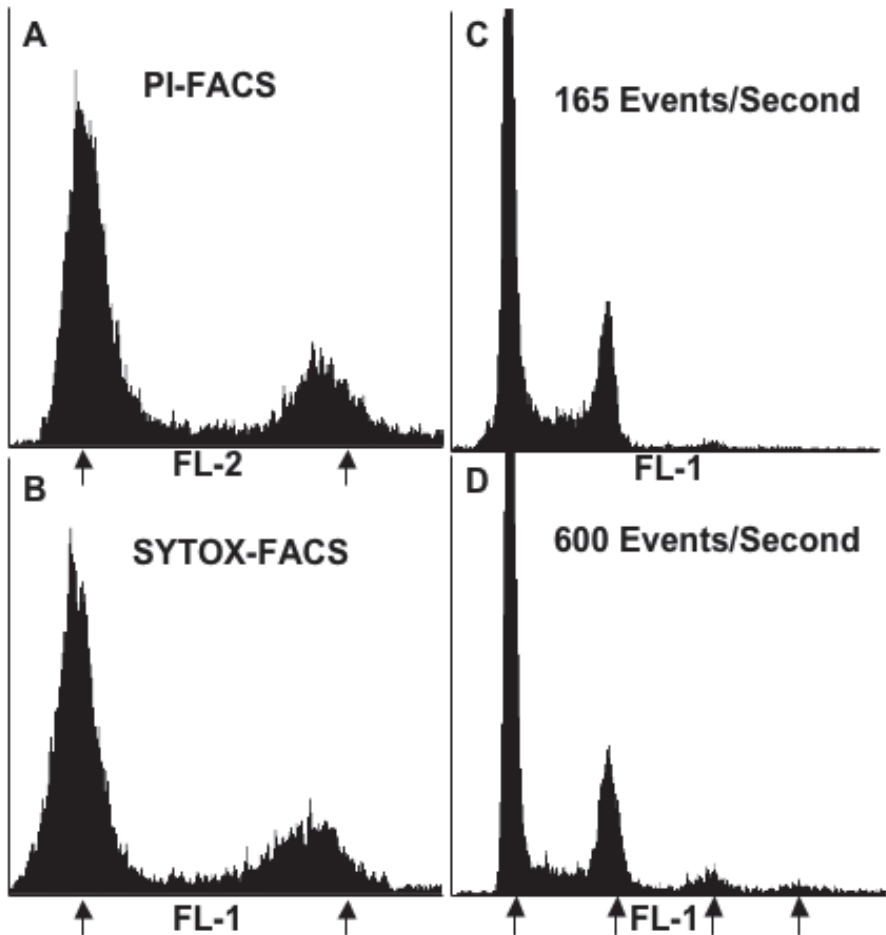 A
PI-FACS
FL-2
B
SYTOX-FACS
FL-1
C
165 Events/Second
FL-1
D
600 Events/Second
FL-1